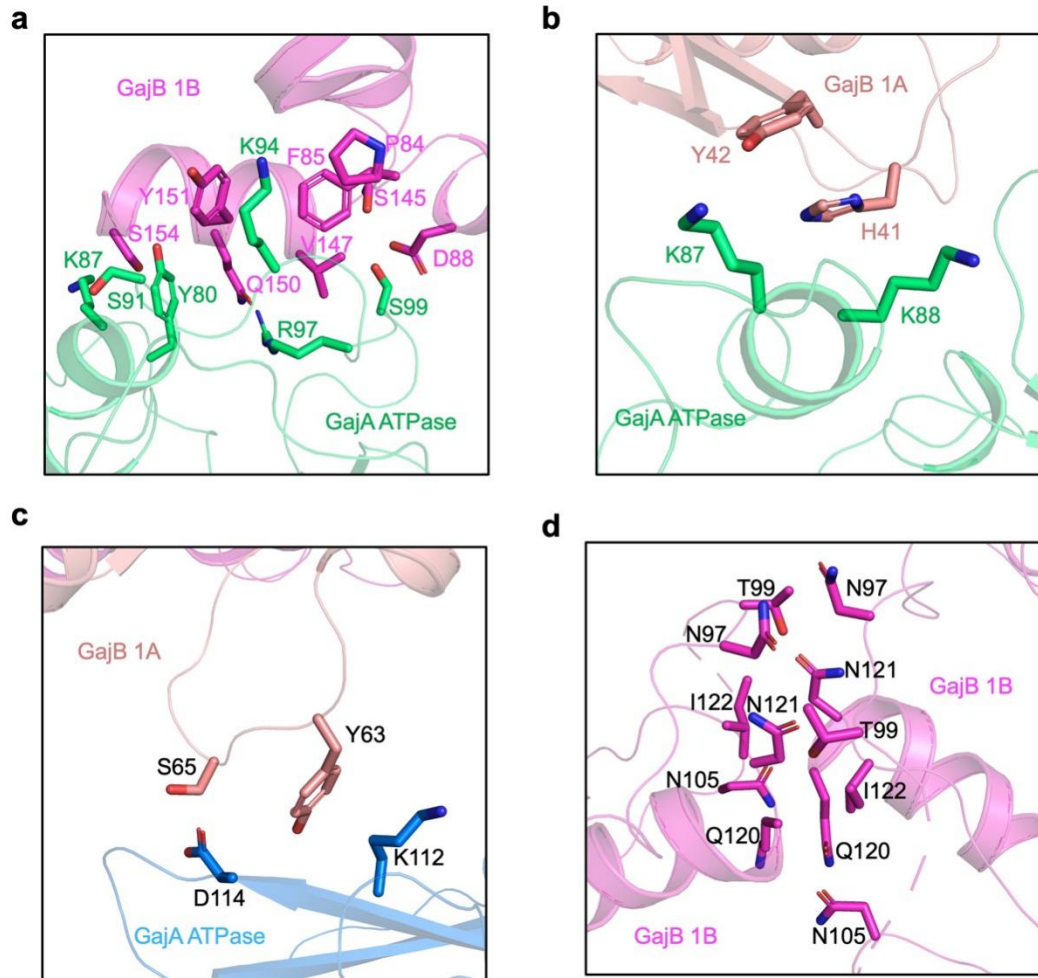 a
GajB 1B
K94
F85
P84
Y151
S145
S154
V147
D88
K87
Q150
S91
Y80
S99
R97
GajA ATPase
b
GajB 1A
Y42
H41
K87
K88
GajA ATPase
c
GajB 1A
Y63
S65
K112
D114
GajA ATPase
d
T99
N97
N97
N121
GajB 1B
I122
N121
T99
N105
I122
Q120
Q120
GajB 1B
N105